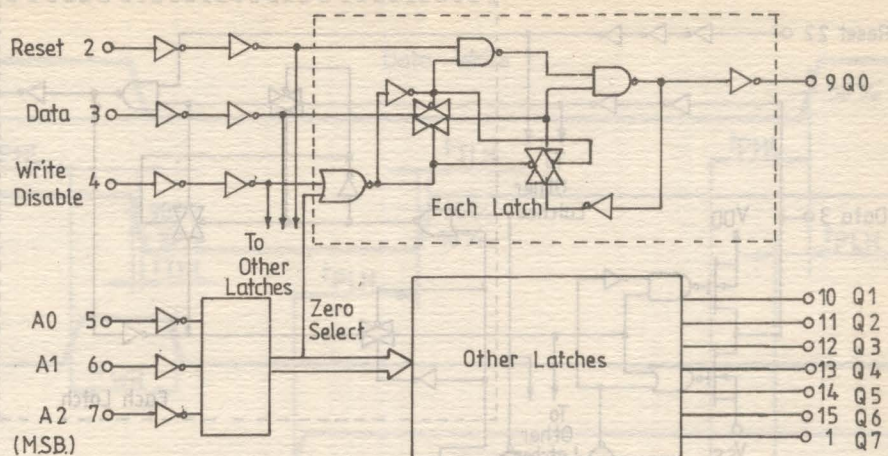 Reset 2
Data 3
Write
Disable 4
To
Other
Latches
Each Latch
9 Q0
A0 5
A1 6
A2 7
(M.S.B.)
Zero
Select
Other Latches
10 Q1
11 Q2
12 Q3
13 Q4
14 Q5
15 Q6
1 Q7